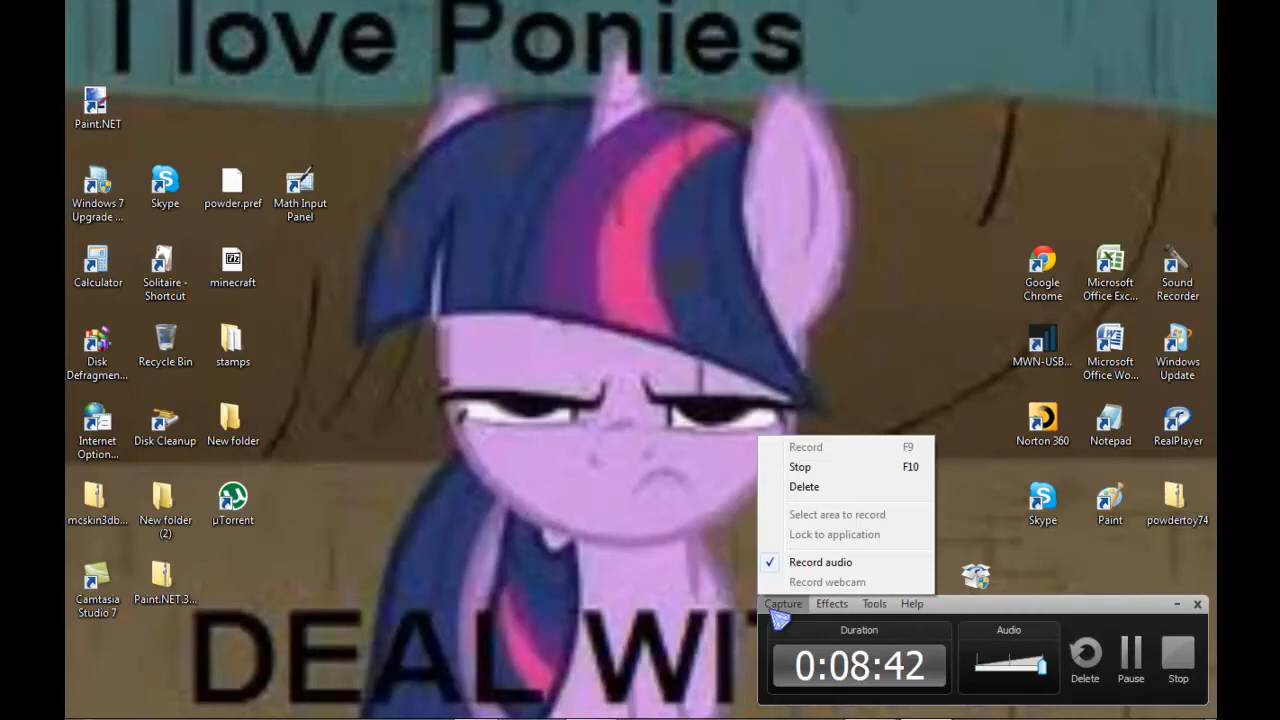 I love Ponies
Paint.NET
Windows 7
Upgrade ...
Skype
powder.pref
Math Input
Panel
Calculator
Solitaire -
Shortcut
minecraft
Google
Chrome
Microsoft
Office Exc...
Sound
Recorder
Disk
Defragmen...
Recycle Bin
stamps
MWN-USB...
Microsoft
Office Wo...
Windows
Update
Internet
Option...
Disk Cleanup
New folder
Norton 360
Notepad
RealPlayer
mcskin3db...
New folder
(2)
µTorrent
Skype
Paint
powdertoy74
Camtasia
Studio 7
Paint.NET.3...
Record F9
Stop F10
Delete
Select area to record
Lock to application
Record audio
Record webcam
Capture Effects Tools Help
Duration
Audio
0:08:42
Delete Pause Stop
DEAL WIT